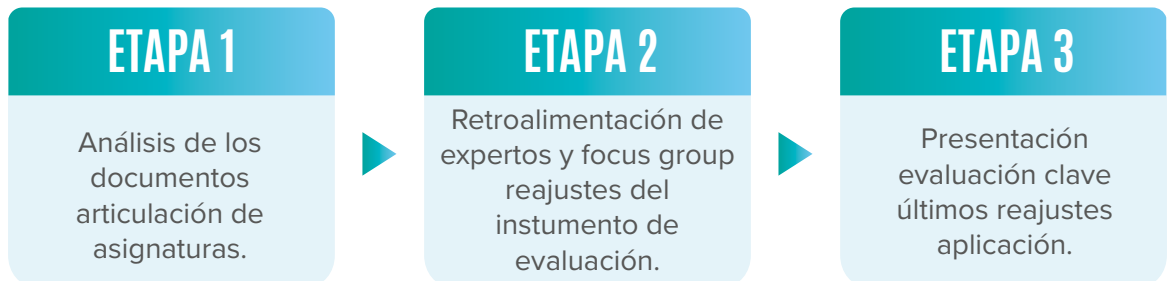 ETAPA 1
Análisis de los
documentos
articulación de
asignaturas.
ETAPA 2
Retroalimentación de
expertos y focus group
reajustes del
instumento de
evaluación.
ETAPA 3
Presentación
evaluación clave
últimos reajustes
aplicación.